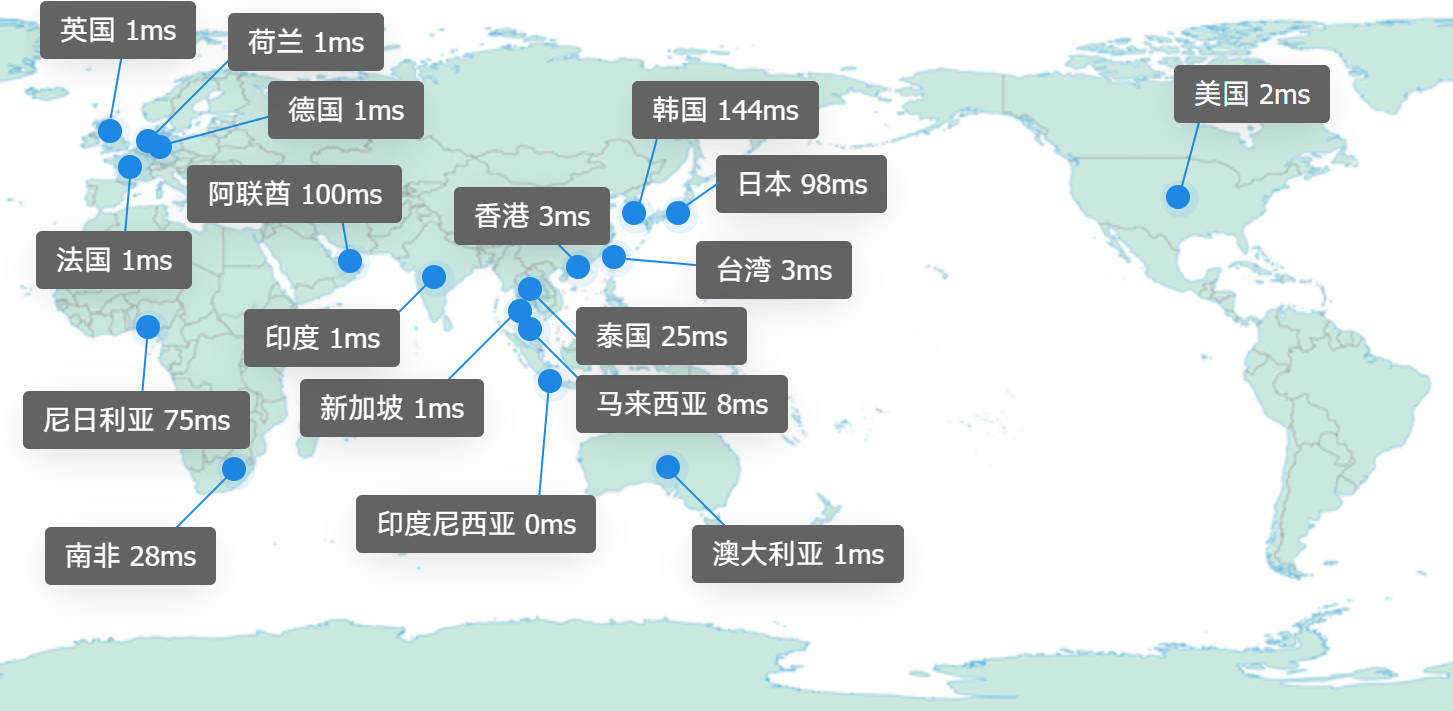 英国 1ms
荷兰 1ms
德国 1ms
韩国 144ms
美国 2ms
阿联酋 100ms
日本 98ms
香港 3ms
法国 1ms
台湾 3ms
印度 1ms
泰国 25ms
新加坡 1ms
马来西亚 8ms
尼日利亚 75ms
印度尼西亚 0ms
南非 28ms
澳大利亚 1ms